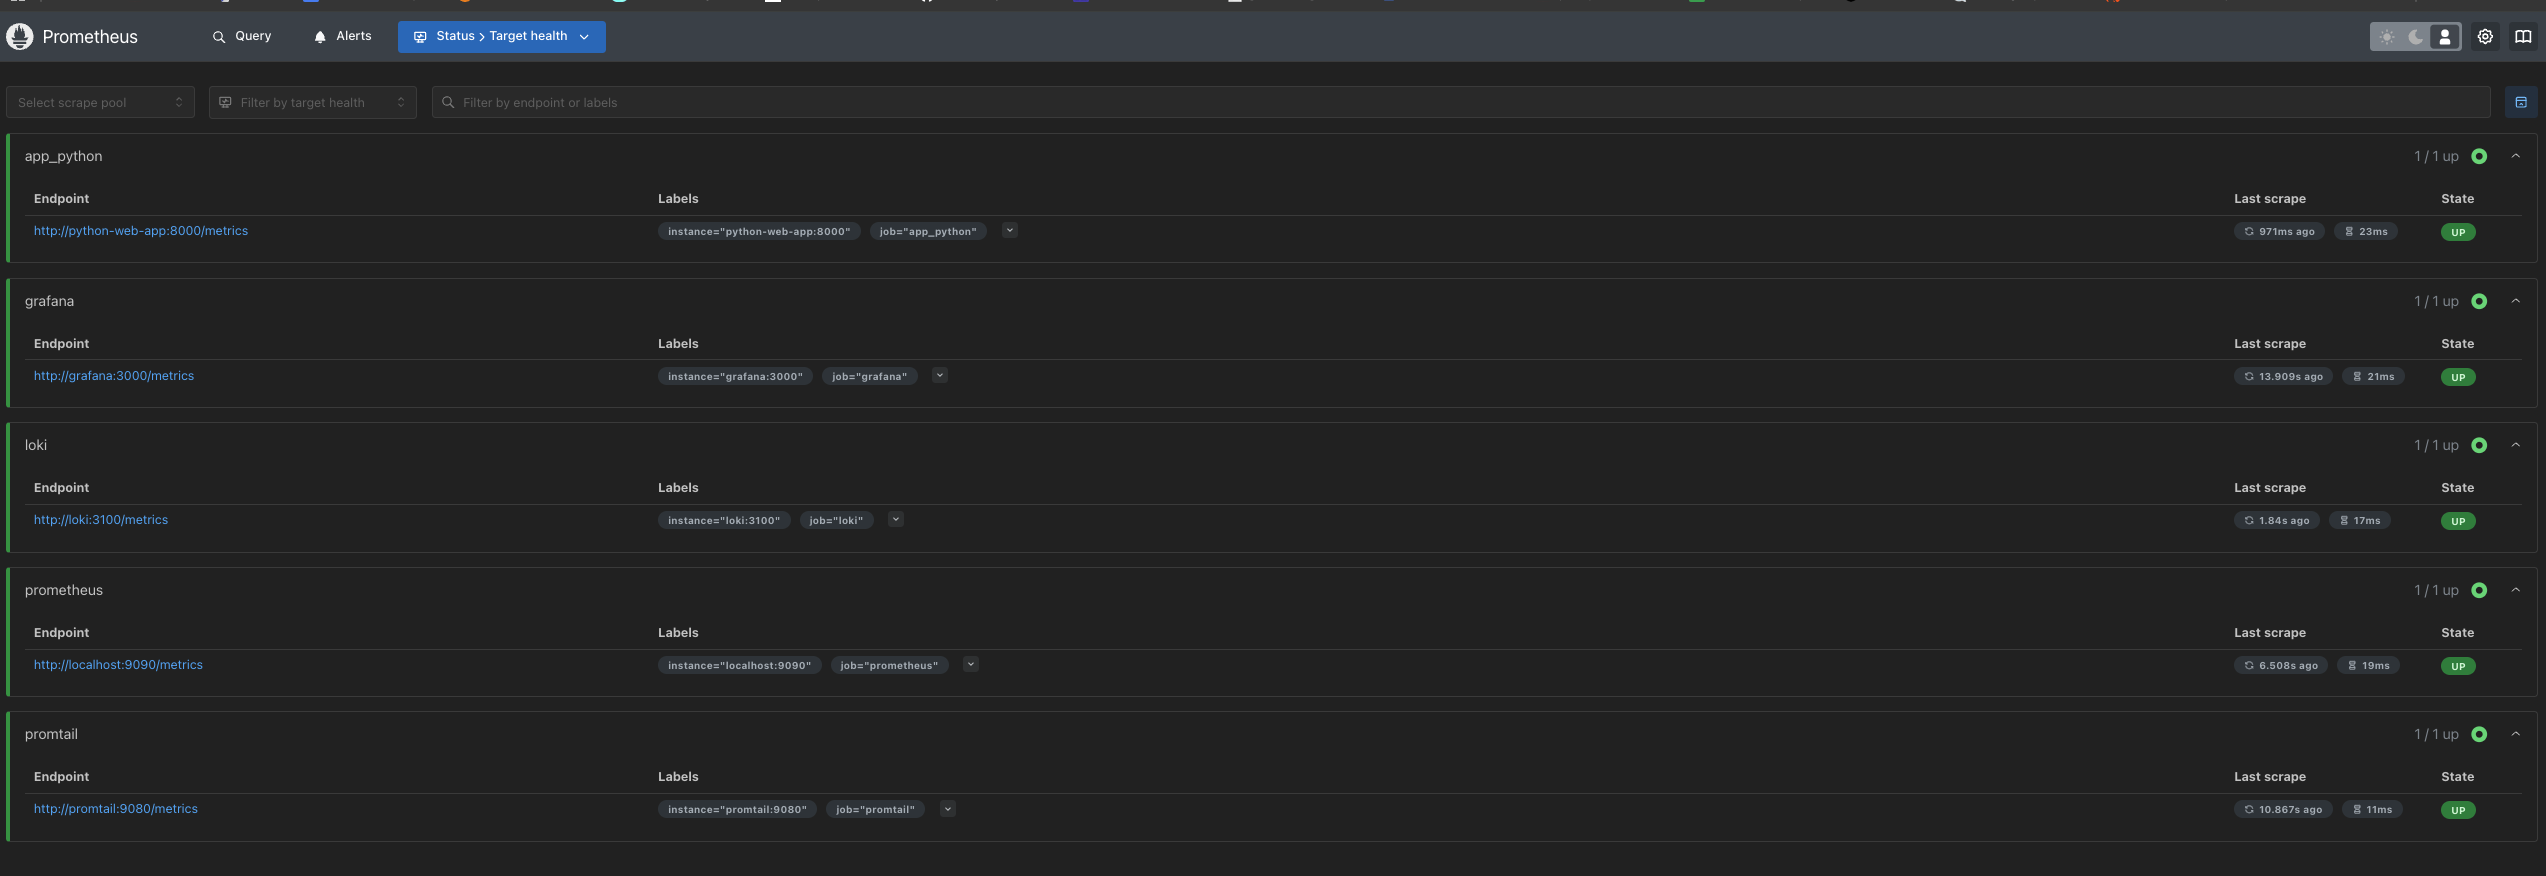 Prometheus Query Alerts Status > Target health
Select scrape pool Filter by target health Filter by endpoint or labels
app_python 1 / 1 up
Endpoint Labels Last scrape State
http://python-web-app:8000/metrics instance="python-web-app:8000" job="app_python" 971ms ago 23ms UP
grafana 1 / 1 up
Endpoint Labels Last scrape State
http://grafana:3000/metrics instance="grafana:3000" job="grafana" 13.909s ago 21ms UP
loki 1 / 1 up
Endpoint Labels Last scrape State
http://loki:3100/metrics instance="loki:3100" job="loki" 1.84s ago 17ms UP
prometheus 1 / 1 up
Endpoint Labels Last scrape State
http://localhost:9090/metrics instance="localhost:9090" job="prometheus" 6.508s ago 19ms UP
promtail 1 / 1 up
Endpoint Labels Last scrape State
http://promtail:9080/metrics instance="promtail:9080" job="promtail" 10.867s ago 11ms UP